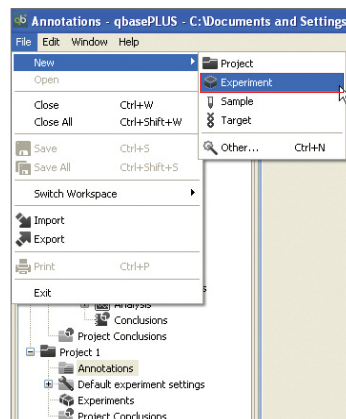 Annotations - qbasePLUS - C:\Documents and Settings
File Edit Window Help
New
Project
Open
Experiment
Sample
Close Ctrl+W
Close All Ctrl+Shift+W
Target
Save Ctrl+S
Other... Ctrl+N
Save All Ctrl+Shift+S
Switch Workspace
Import
Export
Print Ctrl+P
Exit
Analysis
Conclusions
Project Conclusions
Project 1
Annotations
Default experiment settings
Experiments
Project Conclusions